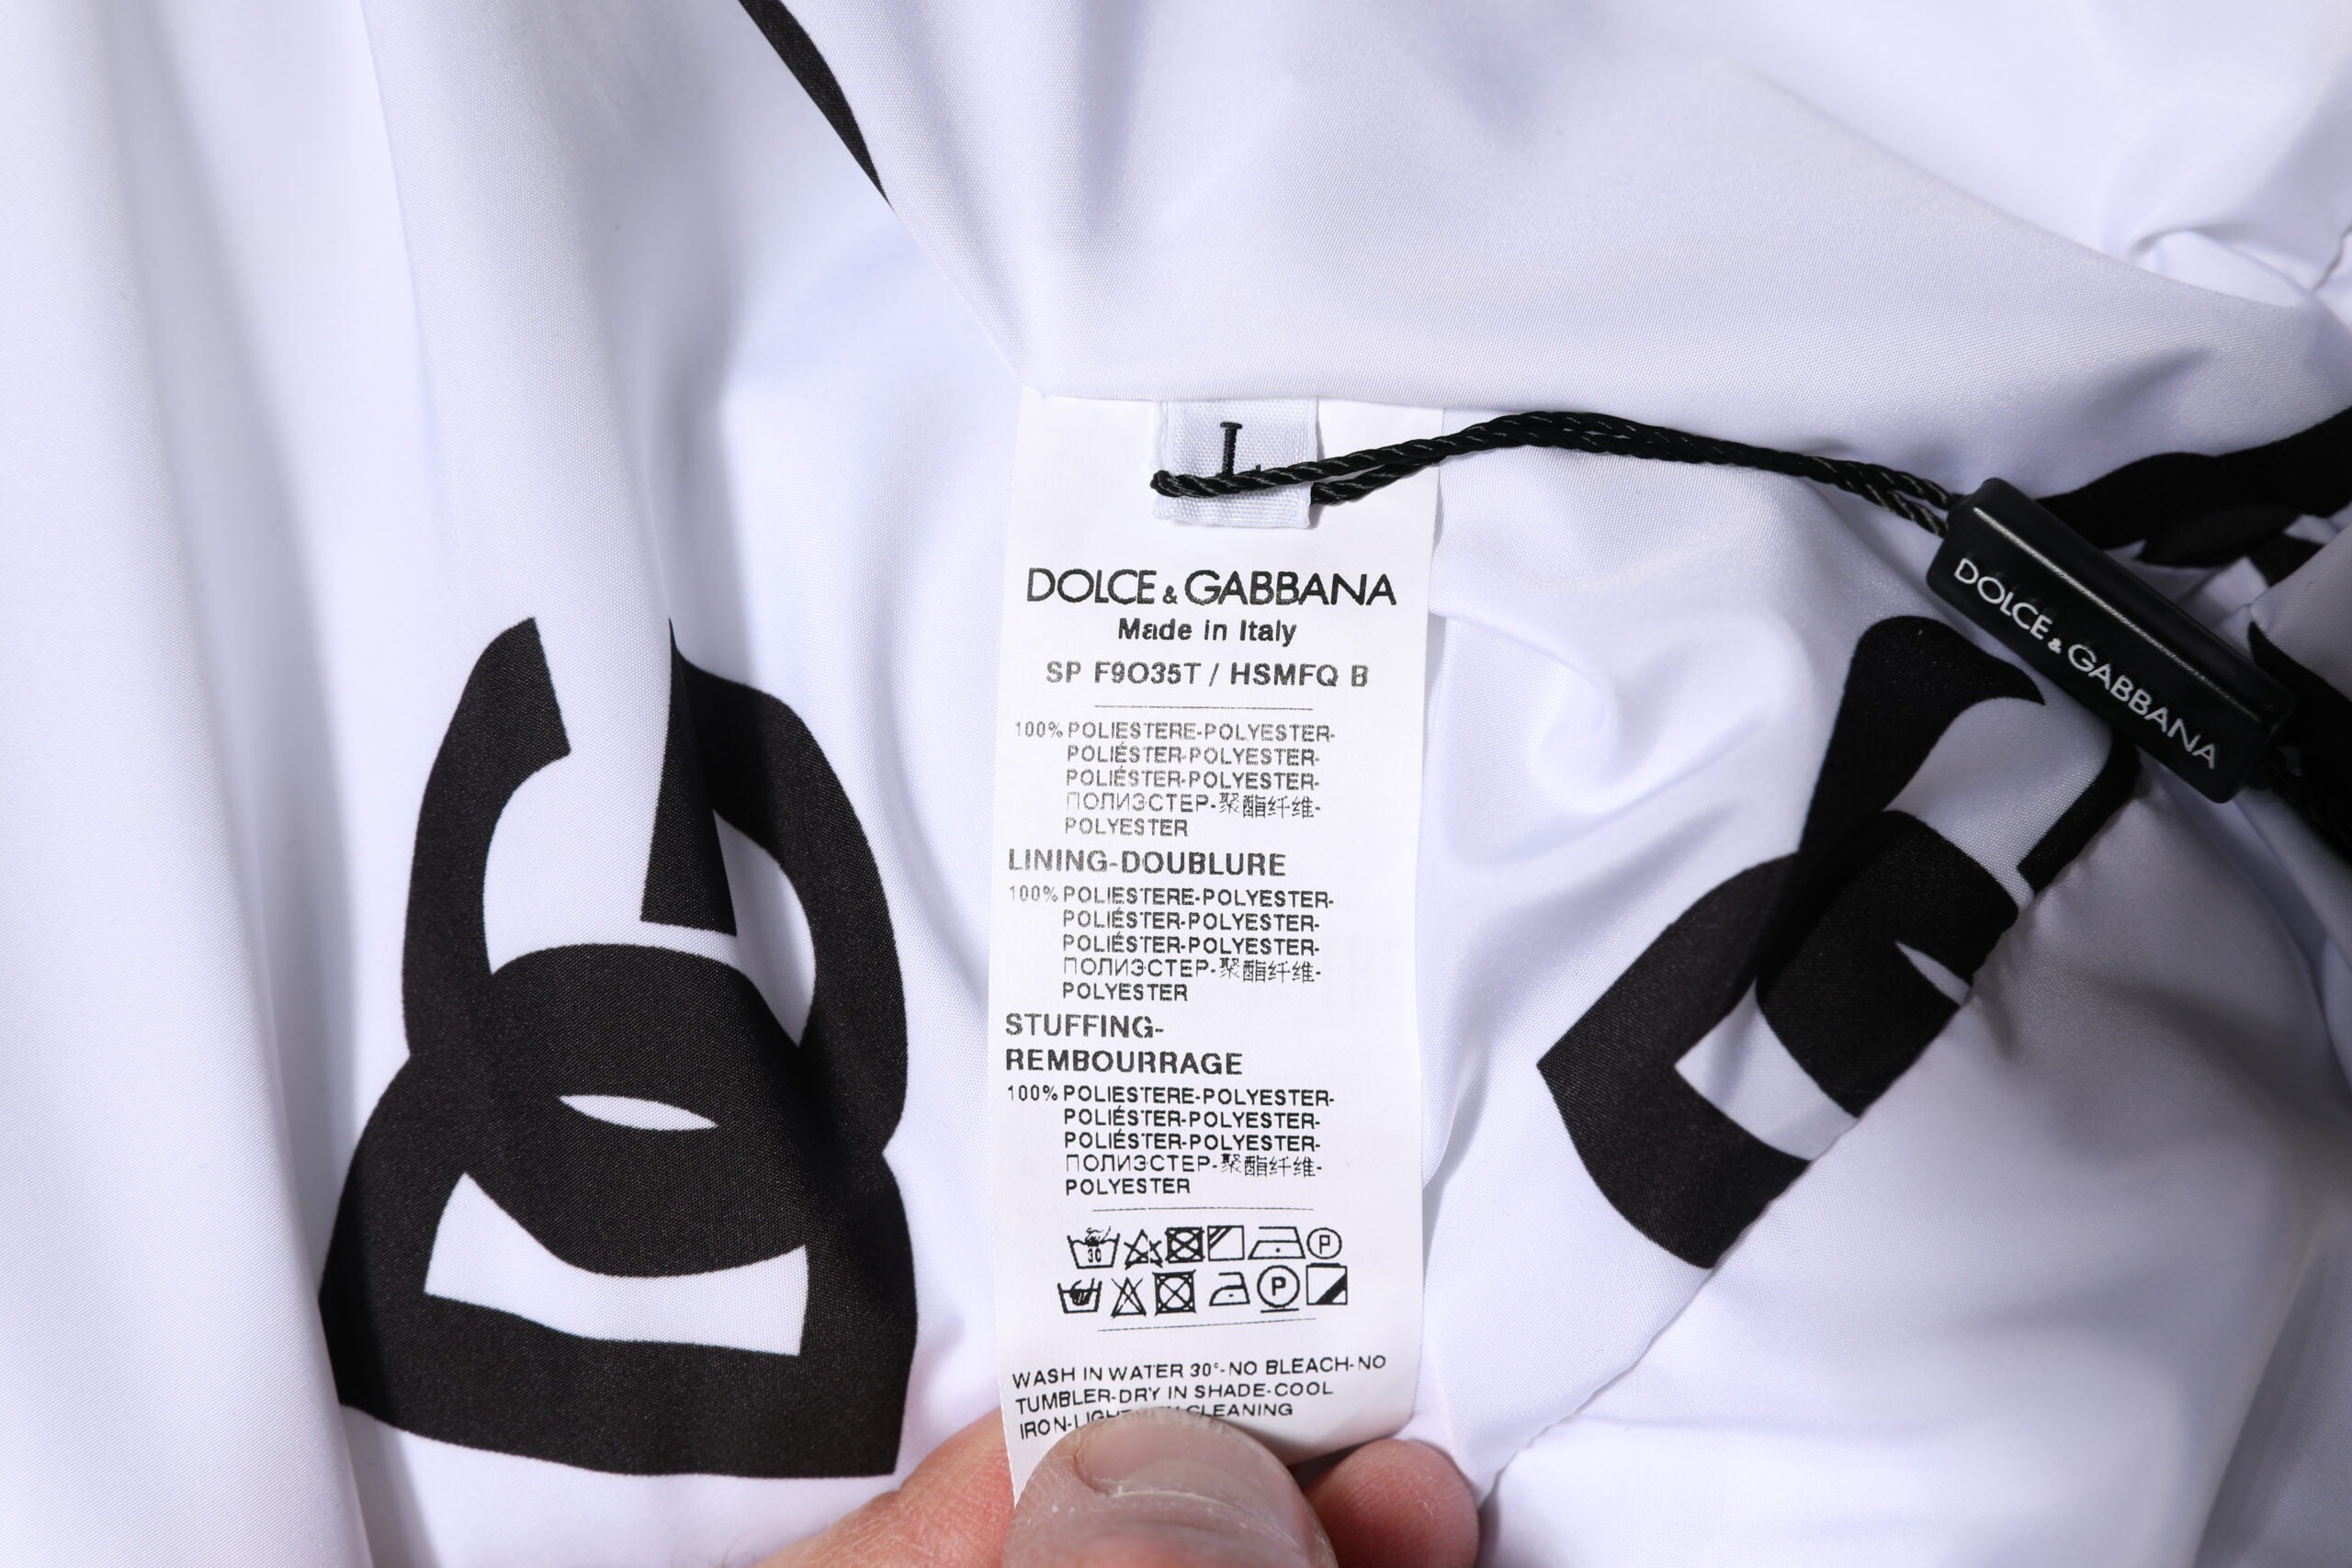 L
DOLCE & GABBANA
Made in Italy
SP F9O35T / HSMFQ B
100% POLIESTERE-POLYESTER-
POLIÉSTER-POLYESTER-
POLIÉSTER-POLYESTER-
ПОЛИЭСТЕР-聚酯纤维-
POLYESTER
LINING-DOUBLURE
100% POLIESTERE-POLYESTER-
POLIÉSTER-POLYESTER-
POLIÉSTER-POLYESTER-
ПОЛИЭСТЕР-聚酯纤维-
POLYESTER
STUFFING-
REMBOURRAGE
100% POLIESTERE-POLYESTER-
POLIÉSTER-POLYESTER-
POLIÉSTER-POLYESTER-
ПОЛИЭСТЕР-聚酯纤维-
POLYESTER
30 P
P
WASH IN WATER 30°-NO BLEACH-NO
TUMBLER-DRY IN SHADE-COOL
IRON- CLEANING
DOLCE & GABBANA